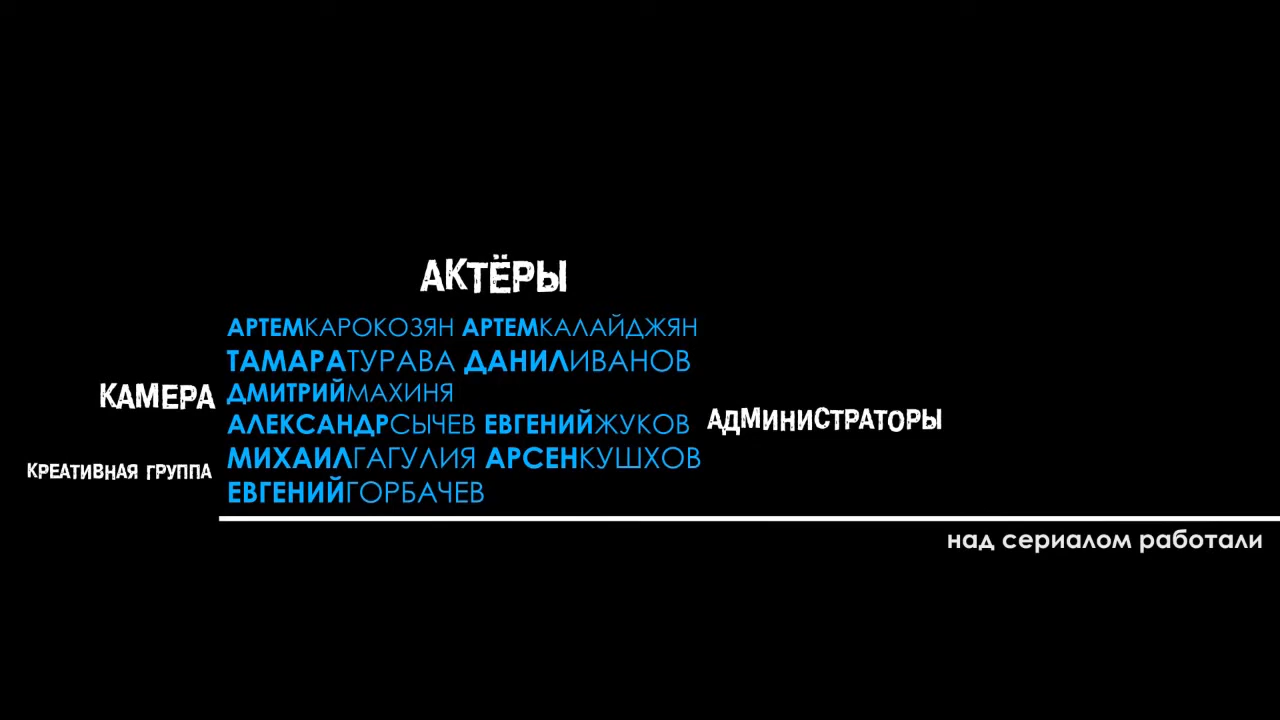 АКТЁРЫ
АРТЕМКАРОКОЗЯН АРТЕМКАЛАЙДЖЯН
ТАМАРАТУРАВА ДАНИЛИВАНОВ
КАМЕРА
ДМИТРИЙМАХИНЯ
АЛЕКСАНДРСЫЧЕВ ЕВГЕНИЙЖУКОВ
АДМИНИСТРАТОРЫ
МИХАИЛГАГУЛИЯ АРСЕНКУШХОВ
КРЕАТИВНАЯ ГРУППА
ЕВГЕНИЙГОРБАЧЕВ
над сериалом работали